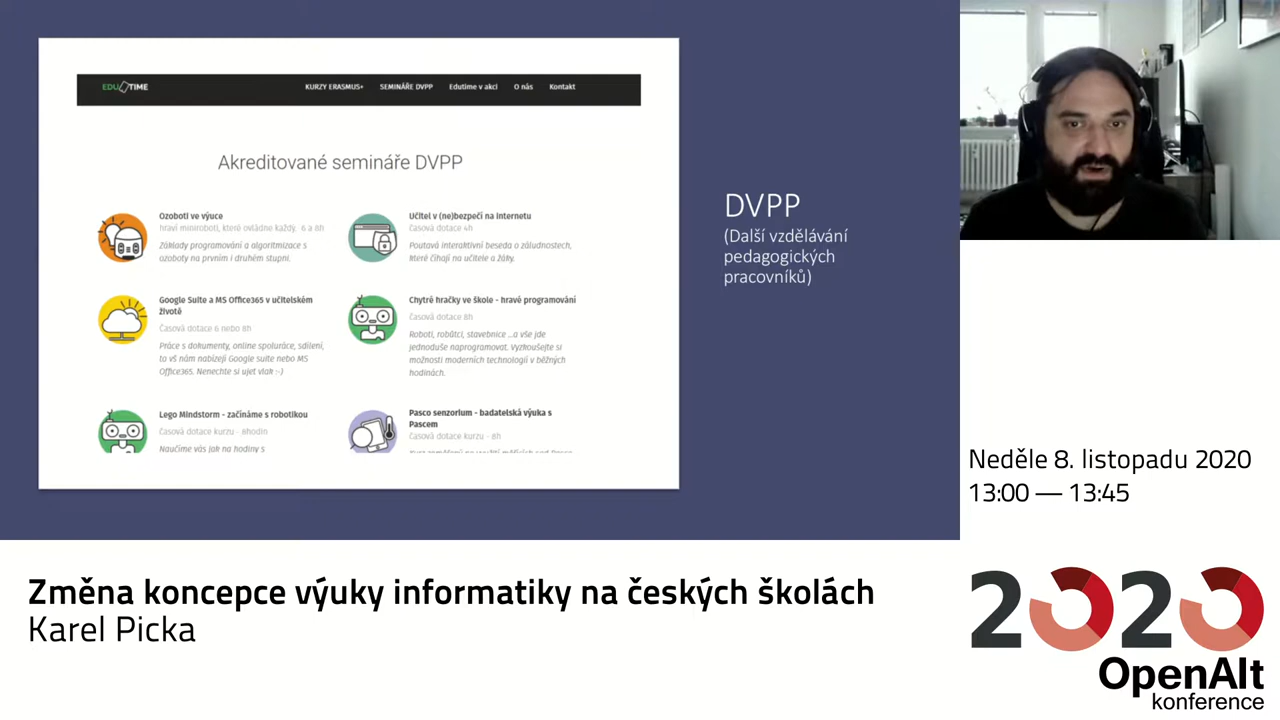 EDUTIME
KURZY ERASMUS+ SEMINÁŘE DVPP Edutime v akci O nás Kontakt
Akreditované semináře DVPP
Ozoboti ve výuce
hraví miniroboti, které ovládne každý. 6 a 8h
Základy programování a algoritmizace s
ozoboty na prvním i druhém stupni.
Učitel v (ne)bezpečí na internetu
Časová dotace 4h
Poutavá interaktivní beseda o záludnostech,
které číhají na učitele a žáky.
Google Suite a MS Office365 v učitelském
životě
Časová dotace 6 nebo 8h
Práce s dokumenty, online spoluráce, sdílení,
to vš nám nabízejí Google suite nebo MS
Office365. Nenechte si ujet vlak :-)
Chytré hračky ve škole - hravé programování
Časová dotace 8h
Roboti, robůtci, stavebnice ...a vše jde
jednoduše naprogramovat. Vyzkoušejte si
možnosti moderních technologií v běžných
hodinách.
Lego Mindstorm - začínáme s robotikou
Časová dotace kurzu - 8hodin
Naučíme vás jak na hodiny s
Pasco senzorium - badatelská výuka s
Pascem
Časová dotace kurzu - 8h
DVPP
(Další vzdělávání
pedagogických
pracovníků)
Neděle 8. listopadu 2020
13:00 — 13:45
Změna koncepce výuky informatiky na českých školách
Karel Picka
2020
OpenAlt
konference